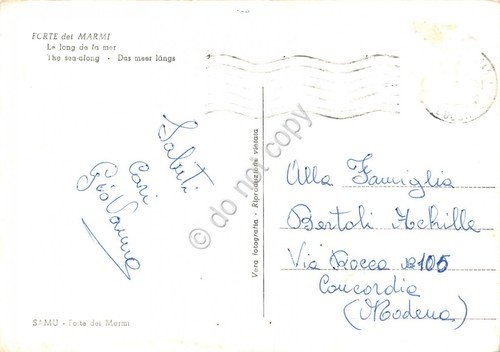 FORTE dei MARMI
Le long de la mer
The sea-along - Das meer längs
Saluti
Cari
Giovanna
Vera fotografia - Riproduzione vietata
Alla Famiglia
Bertoli Achille
Via Rocca N° 105
Concordia
(Modena)
SAMU - Forte dei Marmi
© do not copy